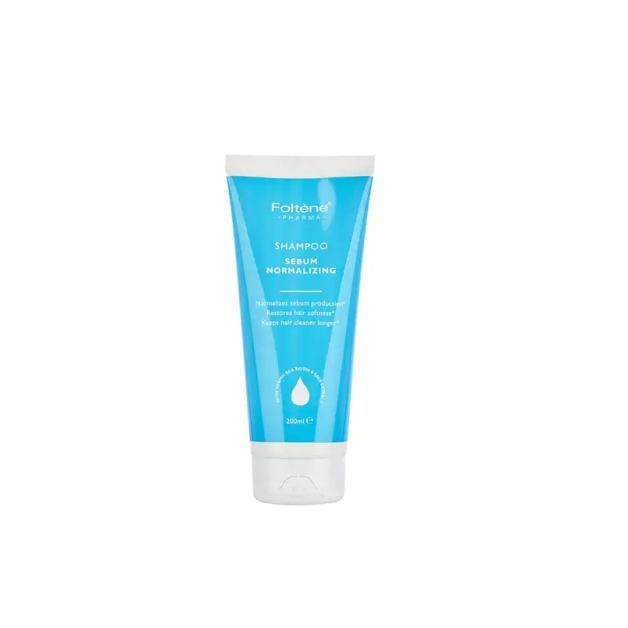 Foltène®
•PHARMA•
SHAMPOO
SEBUM
NORMALIZING
Normalizes sebum production*
Restores hair softness*
Keeps hair cleaner longer*
200ml ℮